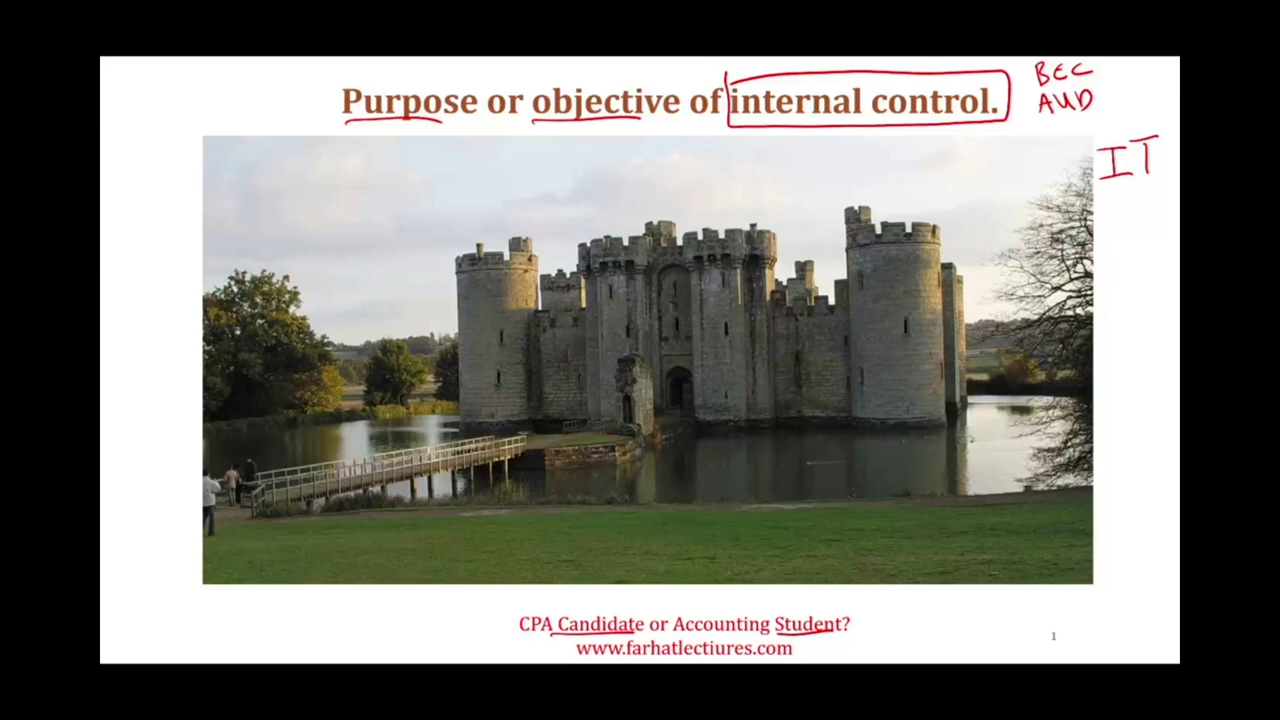 Purpose or objective of internal control.
BEC
AUD
IT
CPA Candidate or Accounting Student?
www.farhatlectiures.com
1